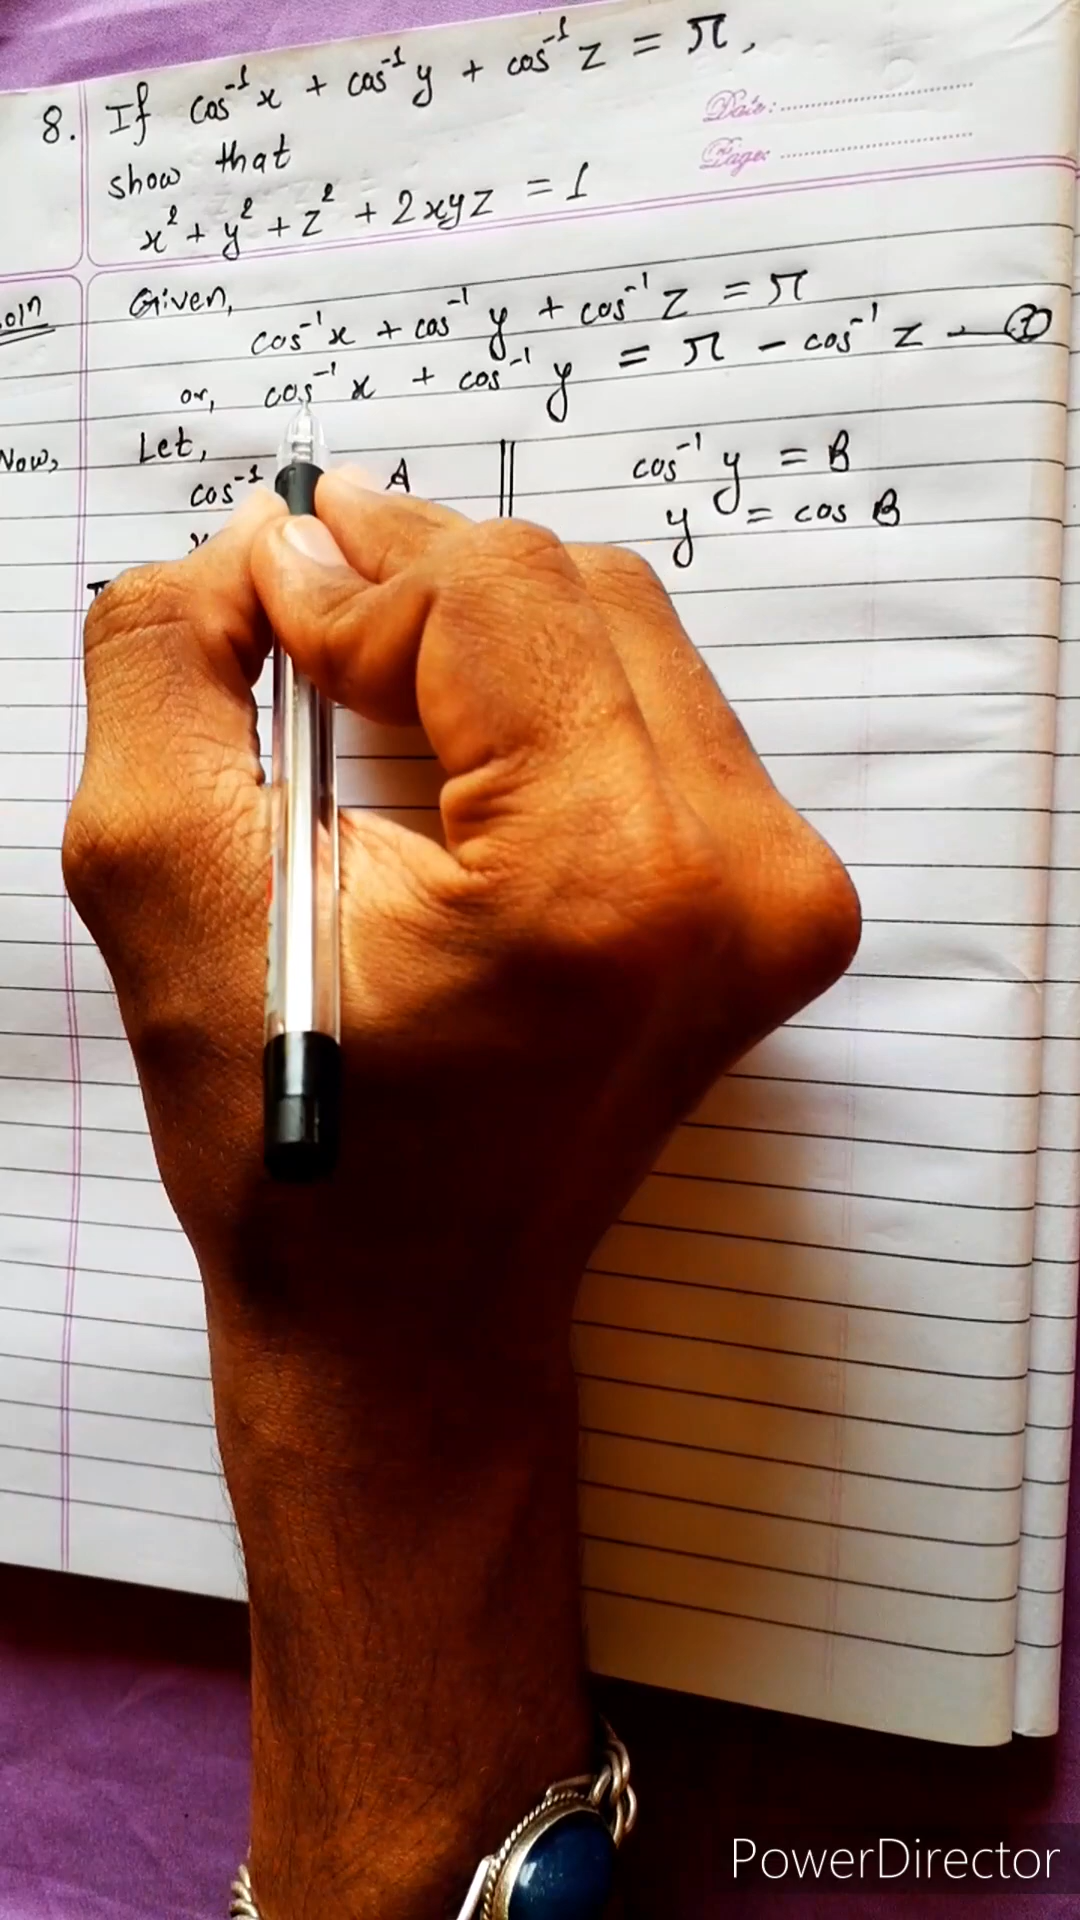 8. If cos⁻¹x + cos⁻¹y + cos⁻¹z = π,
Date:
show that
Page:
x² + y² + z² + 2xyz = 1
Given,
cos⁻¹x + cos⁻¹y + cos⁻¹z = π
or, cos⁻¹x + cos⁻¹y = π - cos⁻¹z
Now, Let,
cos⁻¹ A
cos⁻¹y = B
y = cos B
PowerDirector